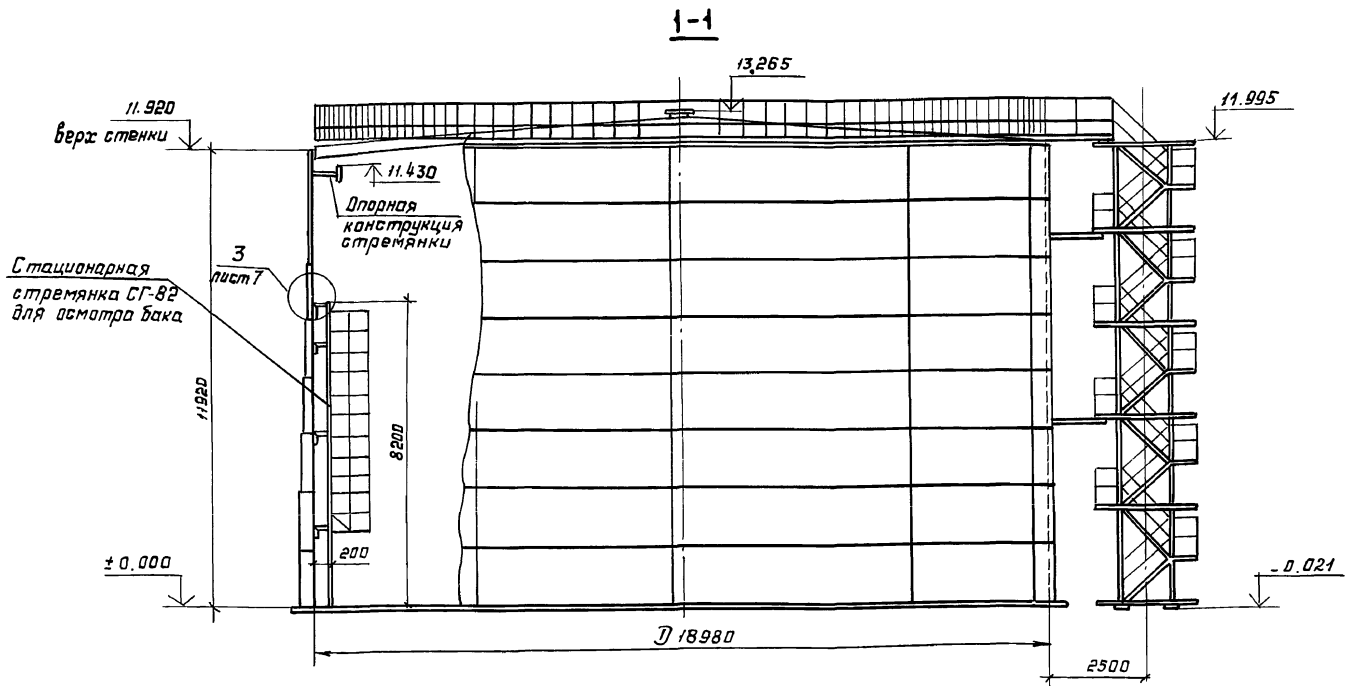 1-1
13,265
11.920
верх стенки
11.995
11.430
Опорная
конструкция
стремянки
3
лист 7
Стационарная
стремянка СГ-82
для осмотра бака
11920
8200
200
±0.000
-0.021
D 18980
2500